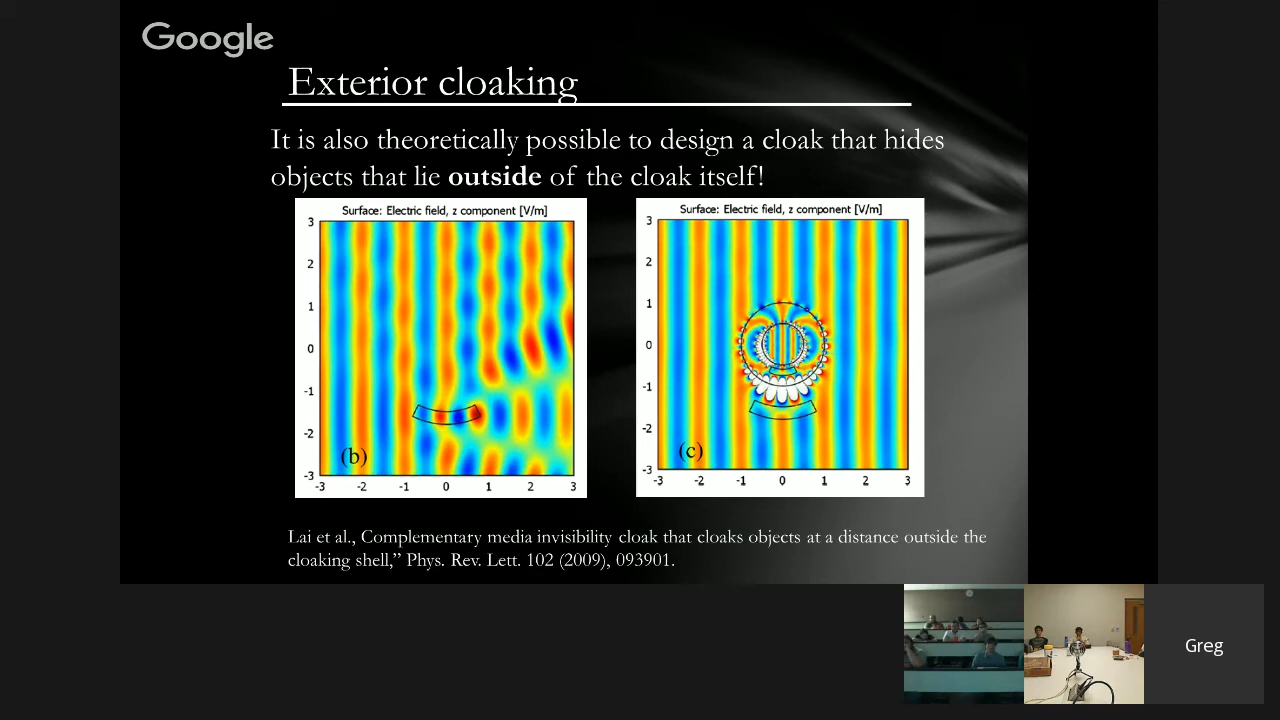 Google
Exterior cloaking
It is also theoretically possible to design a cloak that hides
objects that lie outside of the cloak itself!
Surface: Electric field, z component [V/m]
3
2
1
0
-1
-2
-3
-3 -2 -1 0 1 2 3
(b)
Surface: Electric field, z component [V/m]
3
2
1
0
-1
-2
-3
-3 -2 -1 0 1 2 3
(c)
Lai et al., Complementary media invisibility cloak that cloaks objects at a distance outside the
cloaking shell,” Phys. Rev. Lett. 102 (2009), 093901.
Greg